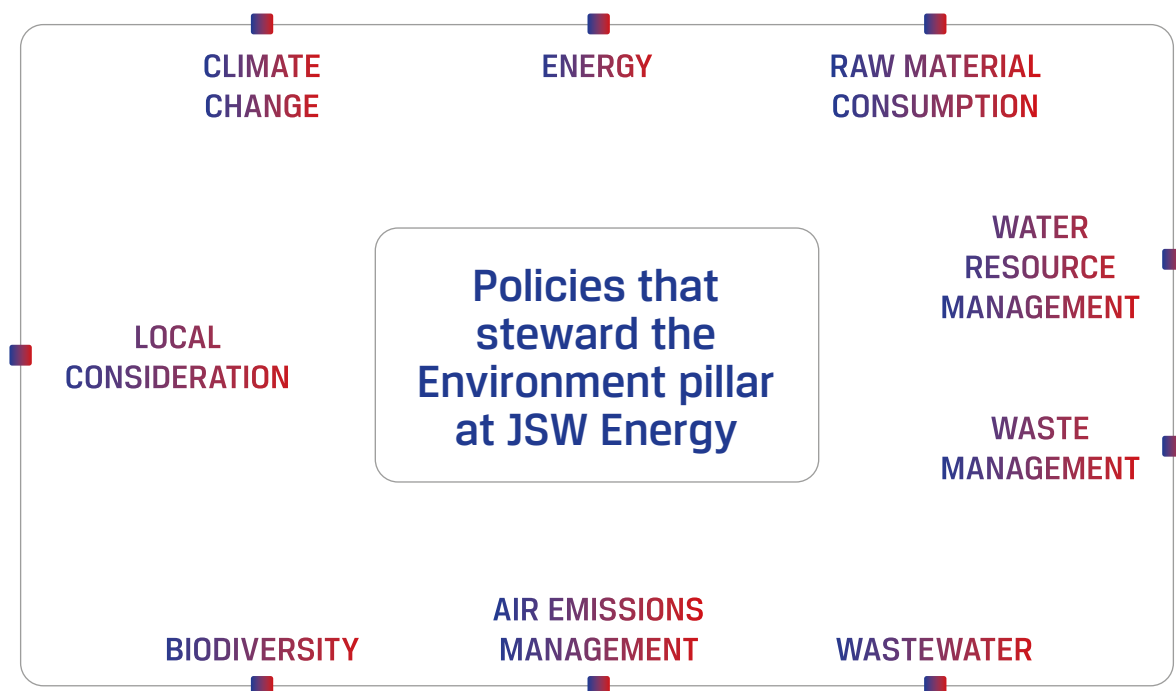 CLIMATE
CHANGE
ENERGY
RAW MATERIAL
CONSUMPTION
WATER
RESOURCE
MANAGEMENT
WASTE
MANAGEMENT
WASTEWATER
AIR EMISSIONS
MANAGEMENT
BIODIVERSITY
LOCAL
CONSIDERATION
Policies that
steward the
Environment pillar
at JSW Energy